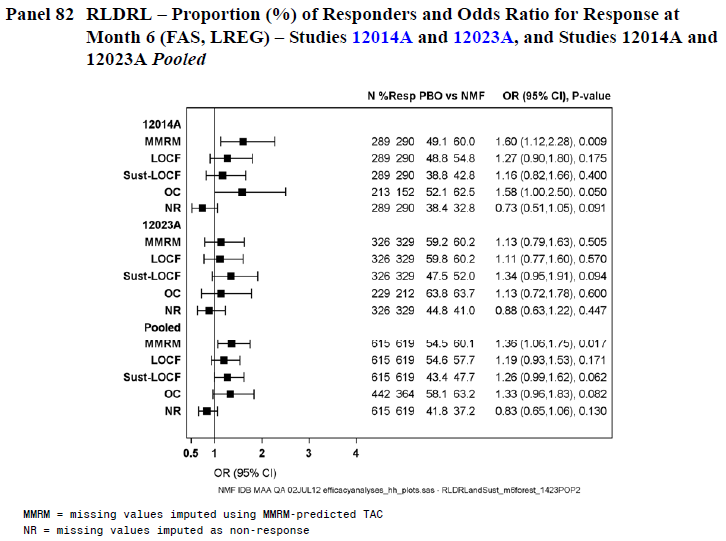 Panel 82 RLDRL – Proportion (%) of Responders and Odds Ratio for Response at
Month 6 (FAS, LREG) – Studies 12014A and 12023A, and Studies 12014A and
12023A Pooled
N %Resp PBO vs NMF OR (95% CI), P-value
12014A
MMRM 289 290 49.1 60.0 1.60 (1.12,2.28), 0.009
LOCF 289 290 48.8 54.8 1.27 (0.90,1.80), 0.175
Sust-LOCF 289 290 38.8 42.8 1.16 (0.82,1.66), 0.400
OC 213 152 52.1 62.5 1.58 (1.00,2.50), 0.050
NR 289 290 38.4 32.8 0.73 (0.51,1.05), 0.091
12023A
MMRM 326 329 59.2 60.2 1.13 (0.79,1.63), 0.505
LOCF 326 329 59.8 60.2 1.11 (0.77,1.60), 0.570
Sust-LOCF 326 329 47.5 52.0 1.34 (0.95,1.91), 0.094
OC 229 212 63.8 63.7 1.13 (0.72,1.78), 0.600
NR 326 329 44.8 41.0 0.88 (0.63,1.22), 0.447
Pooled
MMRM 615 619 54.5 60.1 1.36 (1.06,1.75), 0.017
LOCF 615 619 54.6 57.7 1.19 (0.93,1.53), 0.171
Sust-LOCF 615 619 43.4 47.7 1.26 (0.99,1.62), 0.062
OC 442 364 58.1 63.2 1.33 (0.96,1.83), 0.082
NR 615 619 41.8 37.2 0.83 (0.65,1.06), 0.130
0.5 1 2 3 4
OR (95% CI)
NMF IDB MAA QA 02JUL12 efficacyanalyses_hh_plots.sas - RLDRLandSust_m6forest_1423POP2
MMRM = missing values imputed using MMRM-predicted TAC
NR = missing values imputed as non-response